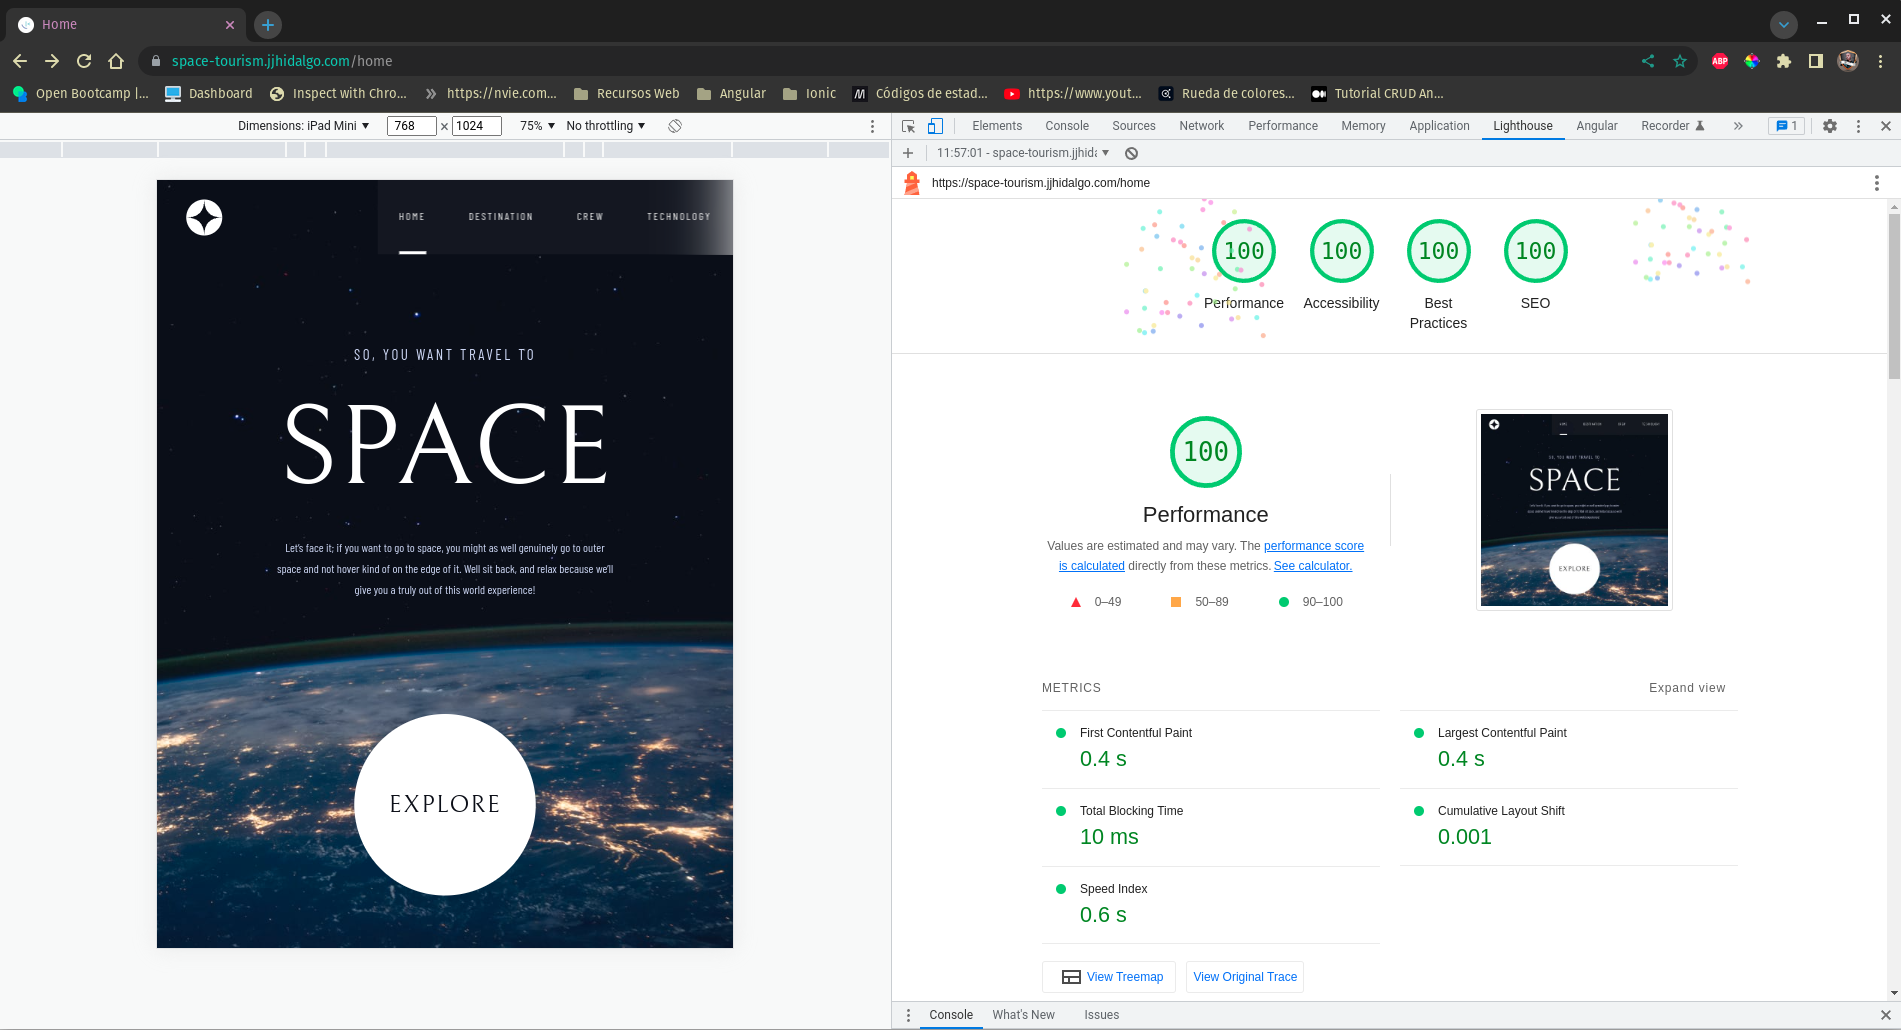 Home
space-tourism.jjhidalgo.com/home
ABP
Open Bootcamp |... Dashboard Inspect with Chro... https://nvie.com... Recursos Web Angular Ionic Códigos de estad... https://www.yout... Rueda de colores... Tutorial CRUD An...
Dimensions: iPad Mini 768 × 1024 75% No throttling
Elements Console Sources Network Performance Memory Application Lighthouse Angular Recorder 1
11:57:01 - space-tourism.jjhid
https://space-tourism.jjhidalgo.com/home
HOME DESTINATION CREW TECHNOLOGY
SO, YOU WANT TRAVEL TO
SPACE
Let's face it; if you want to go to space, you might as well genuinely go to outer
space and not hover kind of on the edge of it. Well sit back, and relax because we'll
give you a truly out of this world experience!
EXPLORE
100 100 100 100
Performance Accessibility Best Practices SEO
100
Performance
Values are estimated and may vary. The performance score
is calculated directly from these metrics. See calculator.
0–49 50–89 90–100
SO, YOU WANT TRAVEL TO
SPACE
EXPLORE
METRICS Expand view
First Contentful Paint
0.4 s
Largest Contentful Paint
0.4 s
Total Blocking Time
10 ms
Cumulative Layout Shift
0.001
Speed Index
0.6 s
View Treemap View Original Trace
Console What's New Issues